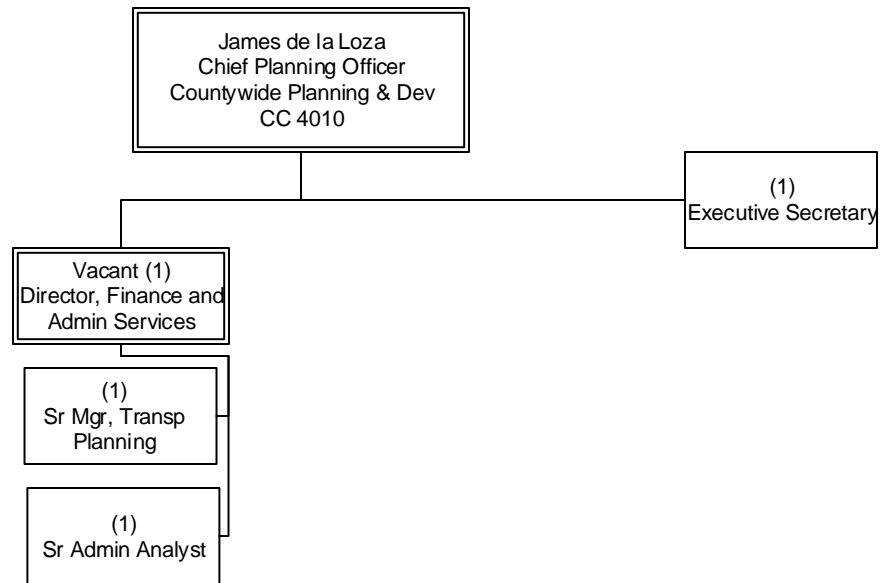 James de la Loza
Chief Planning Officer
Countywide Planning & Dev
CC 4010
(1)
Executive Secretary
Vacant (1)
Director, Finance and
Admin Services
(1)
Sr Mgr, Transp
Planning
(1)
Sr Admin Analyst